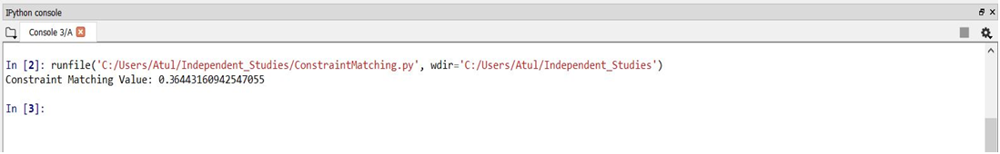 IPython console
Console 3/A
In [2]: runfile('C:/Users/Atul/Independent_Studies/ConstraintMatching.py', wdir='C:/Users/Atul/Independent_Studies')
Constraint Matching Value: 0.36443160942547055
In [3]: